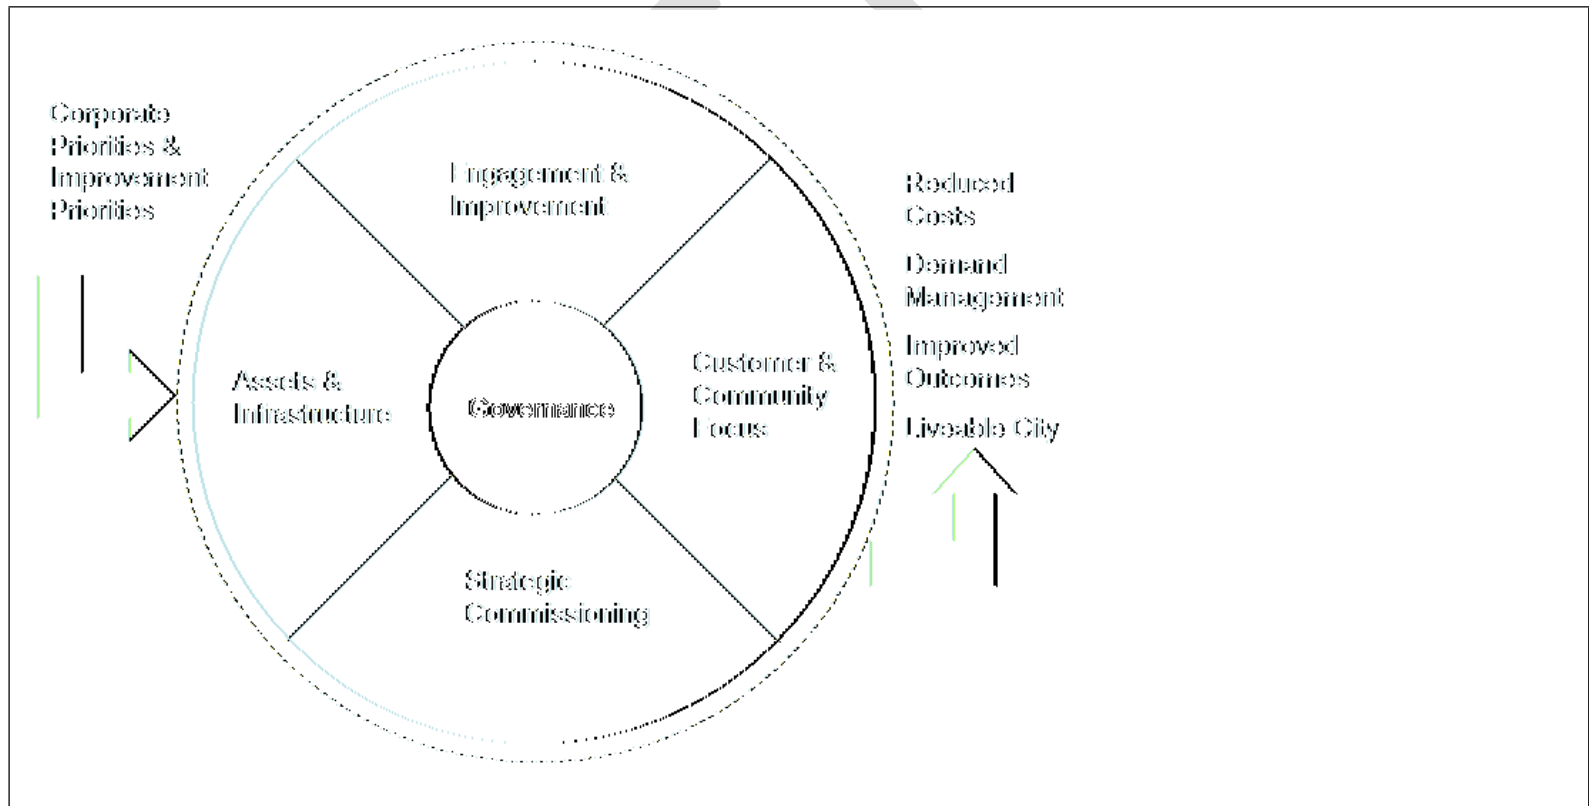 Corporate
Priorities &
Improvement
Priorities
Engagement &
Improvement
Assets &
Infrastructure
Governance
Customer &
Community
Focus
Strategic
Commissioning
Reduced
Costs
Demand
Management
Improved
Outcomes
Liveable City